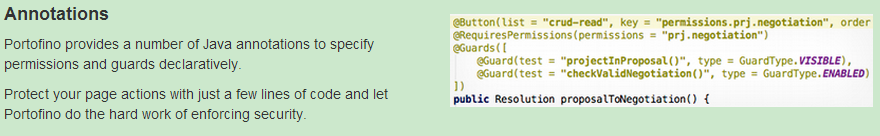 Annotations
Portofino provides a number of Java annotations to specify
permissions and guards declaratively.
Protect your page actions with just a few lines of code and let
Portofino do the hard work of enforcing security.
@Button(list = "crud-read", key = "permissions.prj.negotiation", order
@RequiresPermissions(permissions = "prj.negotiation")
@Guards([
@Guard(test = "projectInProposal()", type = GuardType.VISIBLE),
@Guard(test = "checkValidNegotiation()", type = GuardType.ENABLED)
])
public Resolution proposalToNegotiation() {